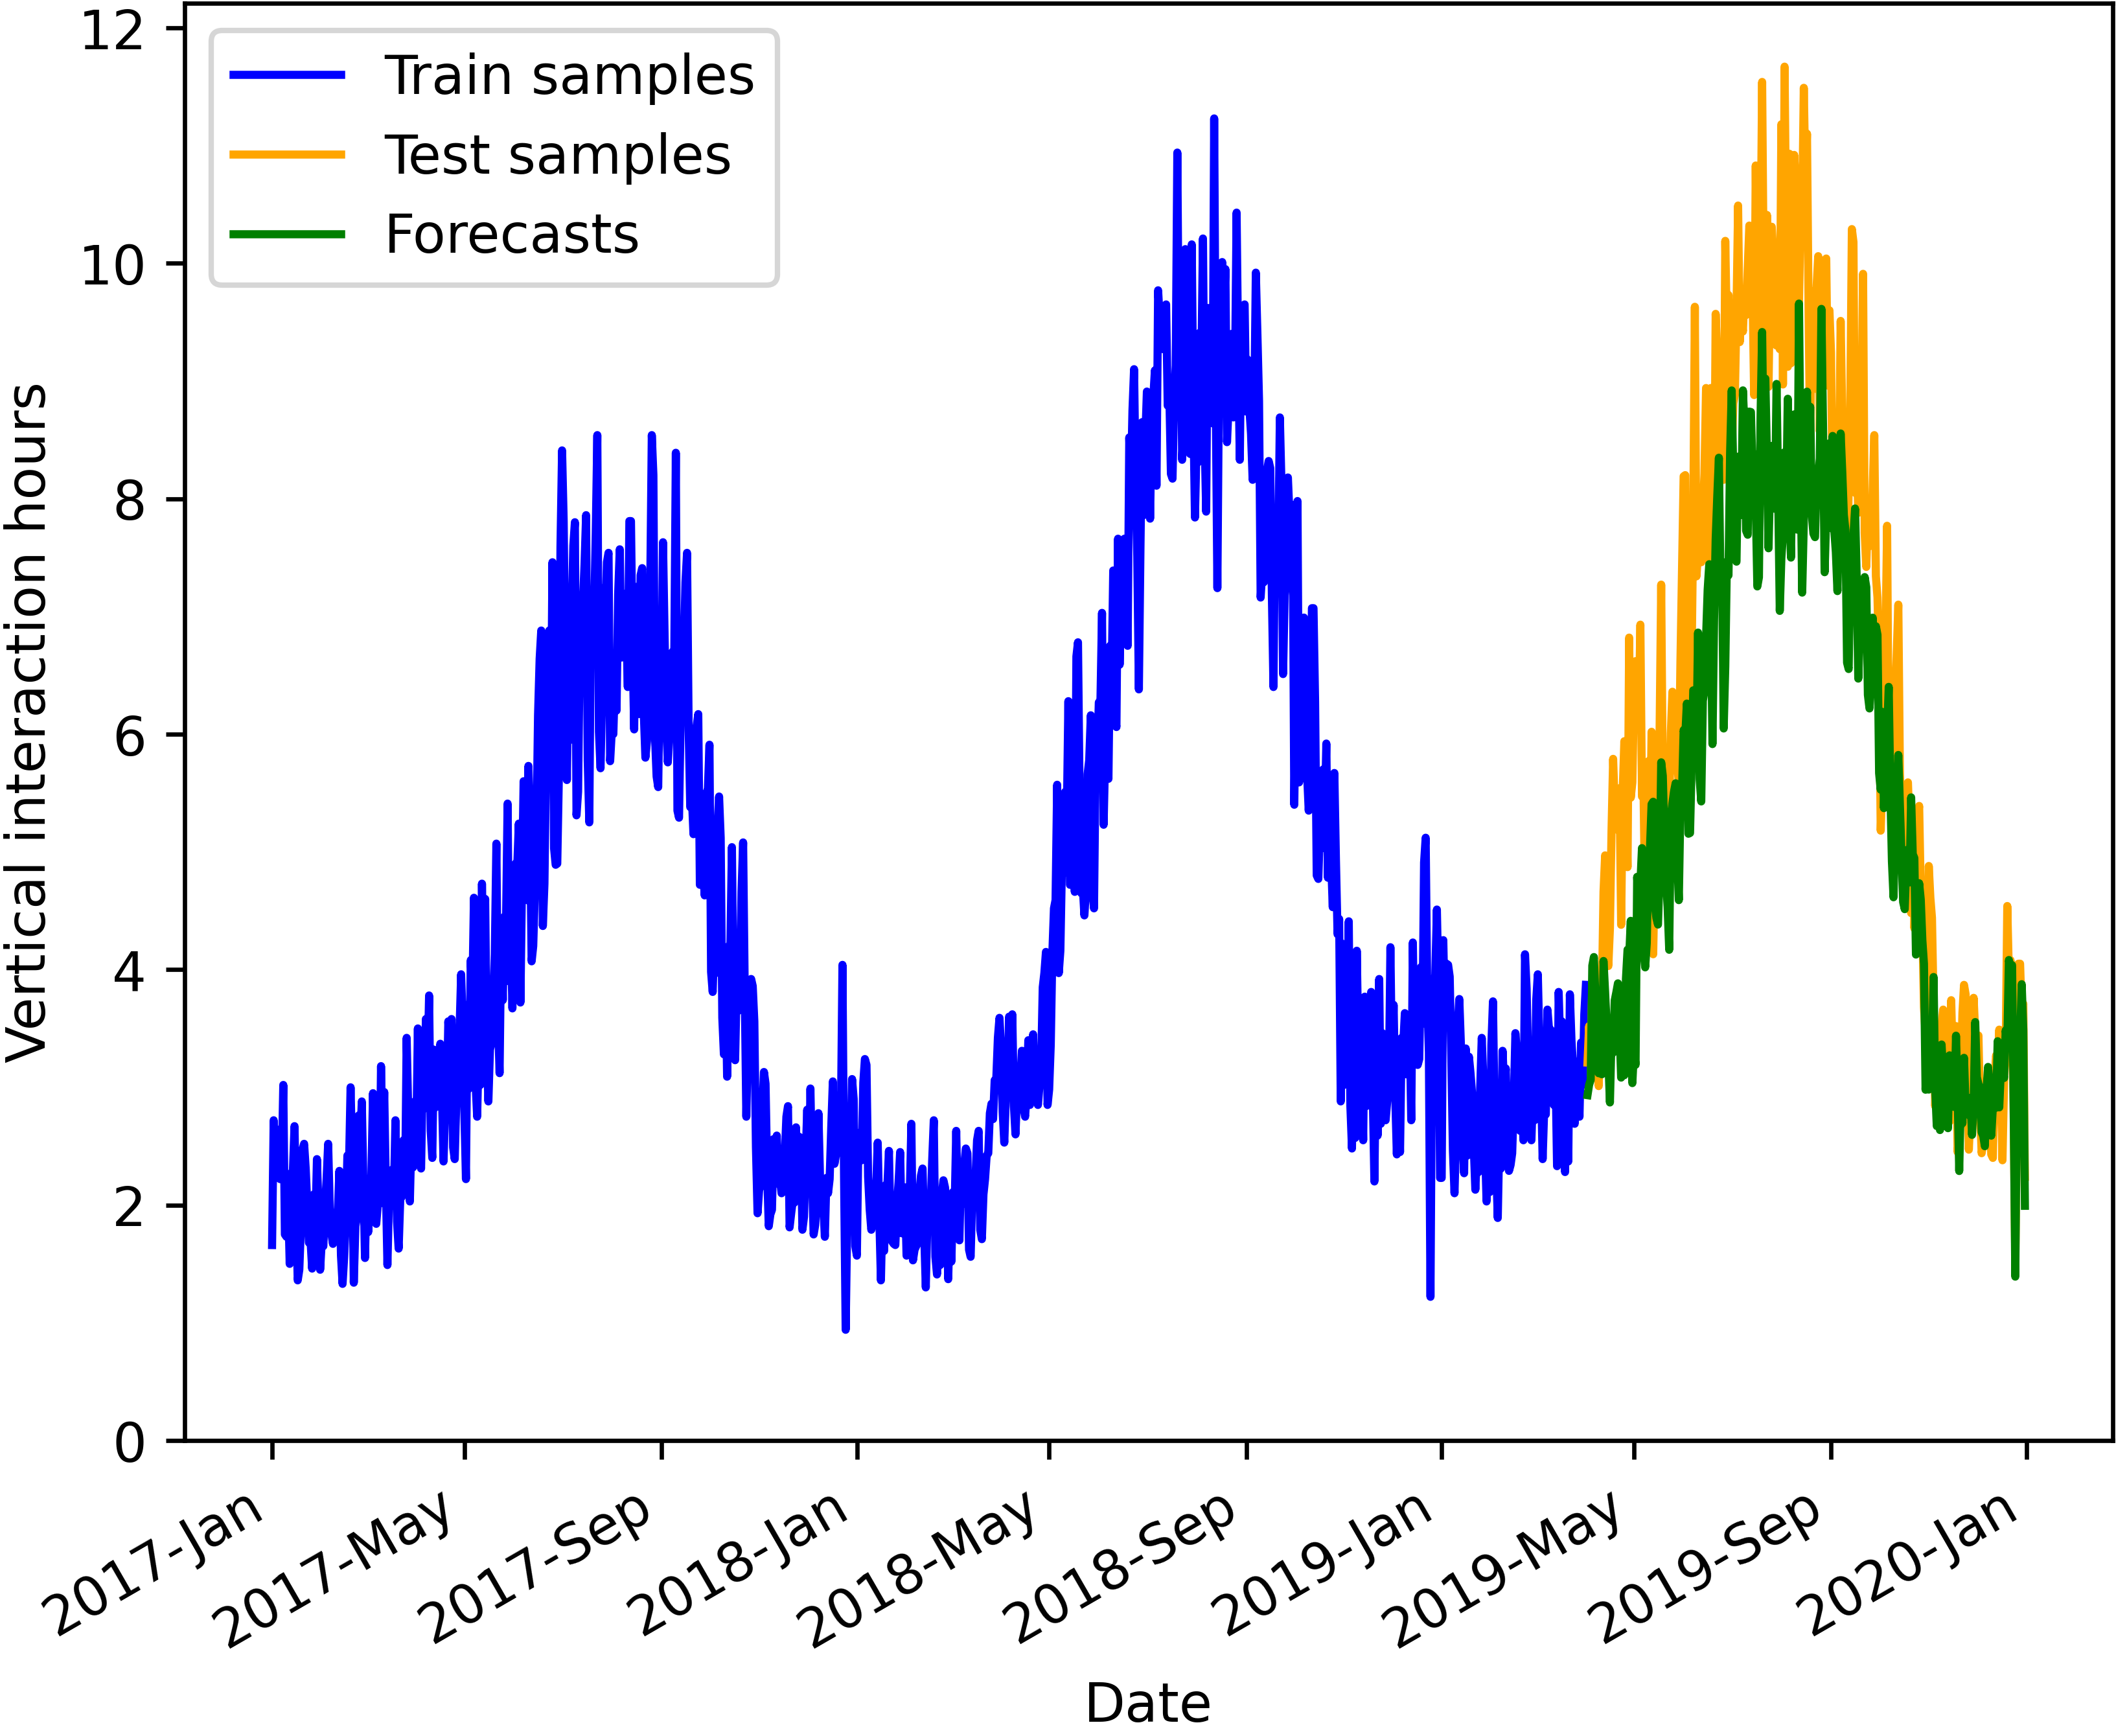 Train samples
Test samples
Forecasts
Vertical interaction hours
12
10
8
6
4
2
0
2017-Jan
2017-May
2017-Sep
2018-Jan
2018-May
2018-Sep
2019-Jan
2019-May
2019-Sep
2020-Jan
Date